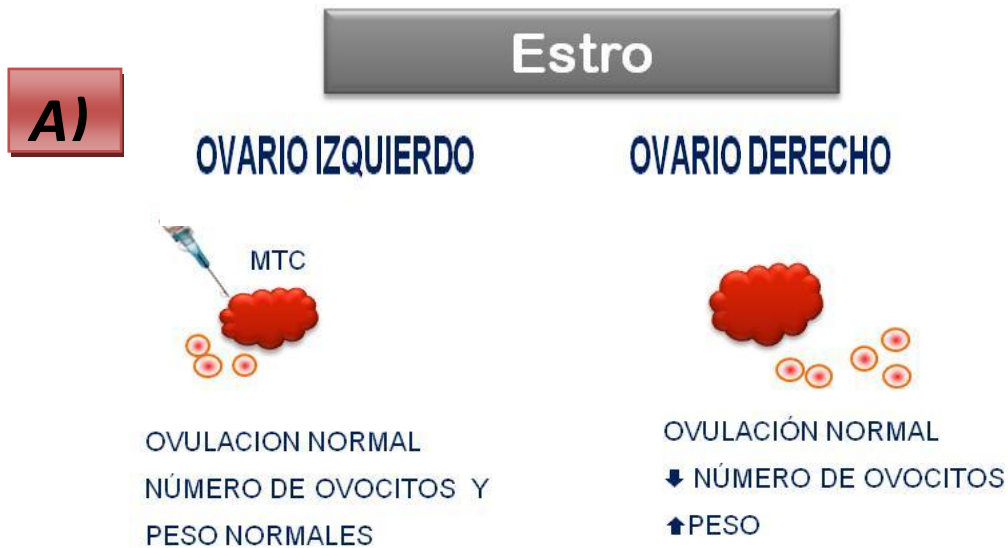 Estro
A)
OVARIO IZQUIERDO
OVARIO DERECHO
MTC
OVULACION NORMAL
NÚMERO DE OVOCITOS Y
PESO NORMALES
OVULACIÓN NORMAL
🡇 NÚMERO DE OVOCITOS
🡅PESO